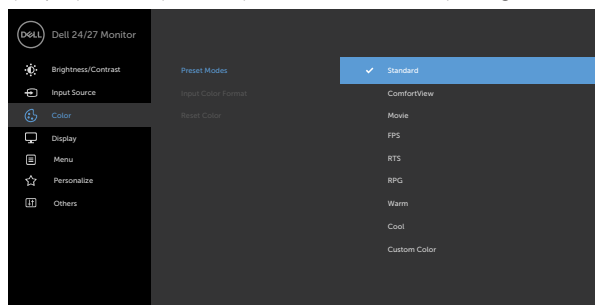 DELL Dell 24/27 Monitor
Brightness/Contrast
Input Source
Color
Display
Menu
Personalize
Others
Preset Modes
Input Color Format
Reset Color
Standard
ComfortView
Movie
FPS
RTS
RPG
Warm
Cool
Custom Color